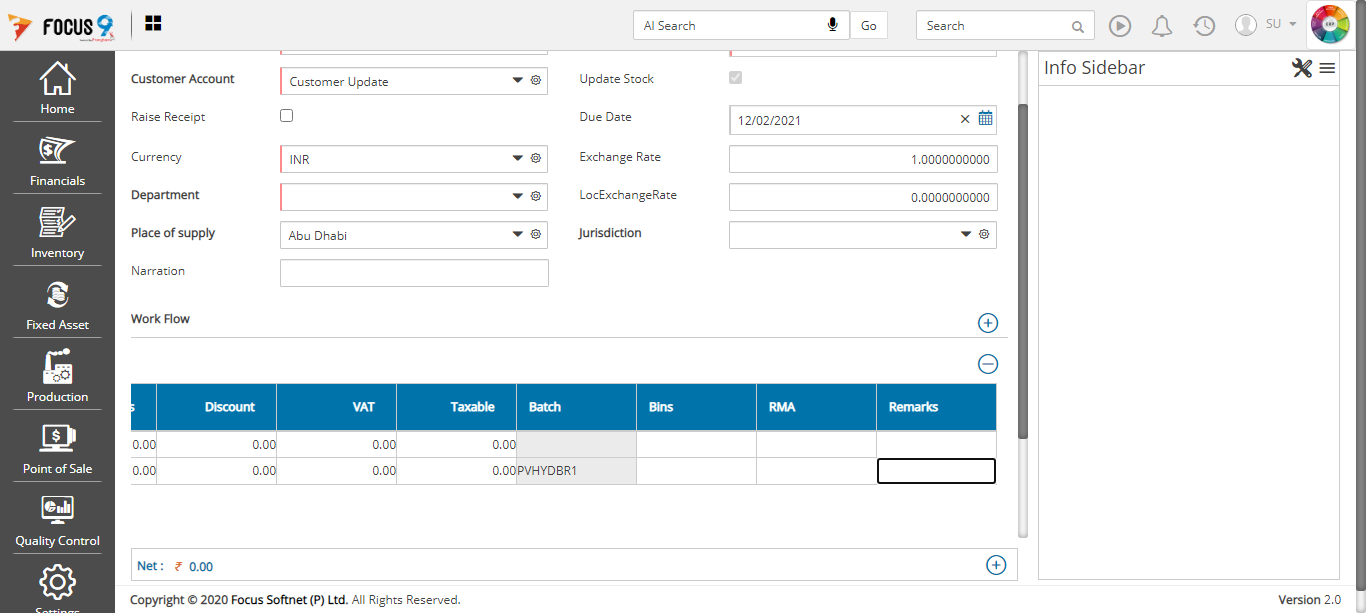 FOCUS 9
AI Search
Go
Search
SU
Info Sidebar
Home
Financials
Inventory
Fixed Asset
Production
Point of Sale
Quality Control
Settings
Customer Account
Customer Update
Update Stock
Raise Receipt
Due Date
12/02/2021
Currency
INR
Exchange Rate
1.0000000000
Department
LocExchangeRate
0.0000000000
Place of supply
Abu Dhabi
Jurisdiction
Narration
Work Flow
s Discount VAT Taxable Batch Bins RMA Remarks
0.00 0.00 0.00 0.00
0.00 0.00 0.00 0.00 PVHYDBR1
Net : ₹ 0.00
Copyright © 2020 Focus Softnet (P) Ltd. All Rights Reserved.
Version 2.0